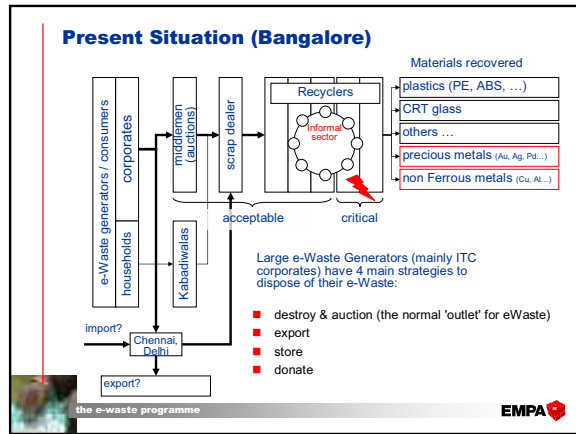 Present Situation (Bangalore)
Materials recovered
e-Waste generators / consumers
corporates
households
middlemen
(auctions)
Kabadiwalas
scrap dealer
Recyclers
Informal
sector
plastics (PE, ABS, …)
CRT glass
others …
precious metals (Au, Ag, Pd…)
non Ferrous metals (Cu, Al…)
acceptable
critical
import?
Chennai,
Delhi
export?
Large e-Waste Generators (mainly ITC
corporates) have 4 main strategies to
dispose of their e-Waste:
destroy & auction (the normal 'outlet' for eWaste)
export
store
donate
the e-waste programme
EMPA